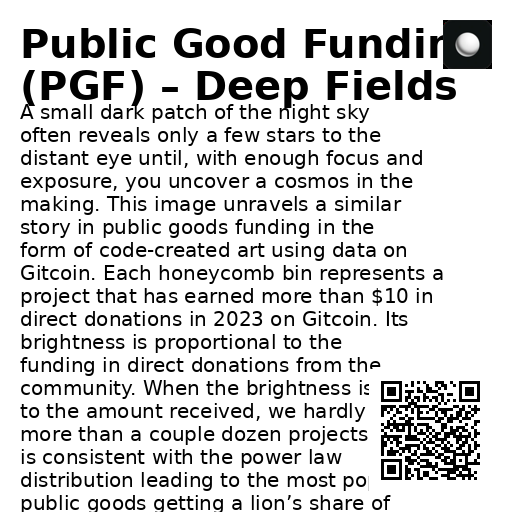 Public Good Fundin
(PGF) – Deep Fields
A small dark patch of the night sky
often reveals only a few stars to the
distant eye until, with enough focus and
exposure, you uncover a cosmos in the
making. This image unravels a similar
story in public goods funding in the
form of code-created art using data on
Gitcoin. Each honeycomb bin represents a
project that has earned more than $10 in
direct donations in 2023 on Gitcoin. Its
brightness is proportional to the
funding in direct donations from the
community. When the brightness is
to the amount received, we hardly
more than a couple dozen projects
is consistent with the power law
distribution leading to the most po
public goods getting a lion’s share of